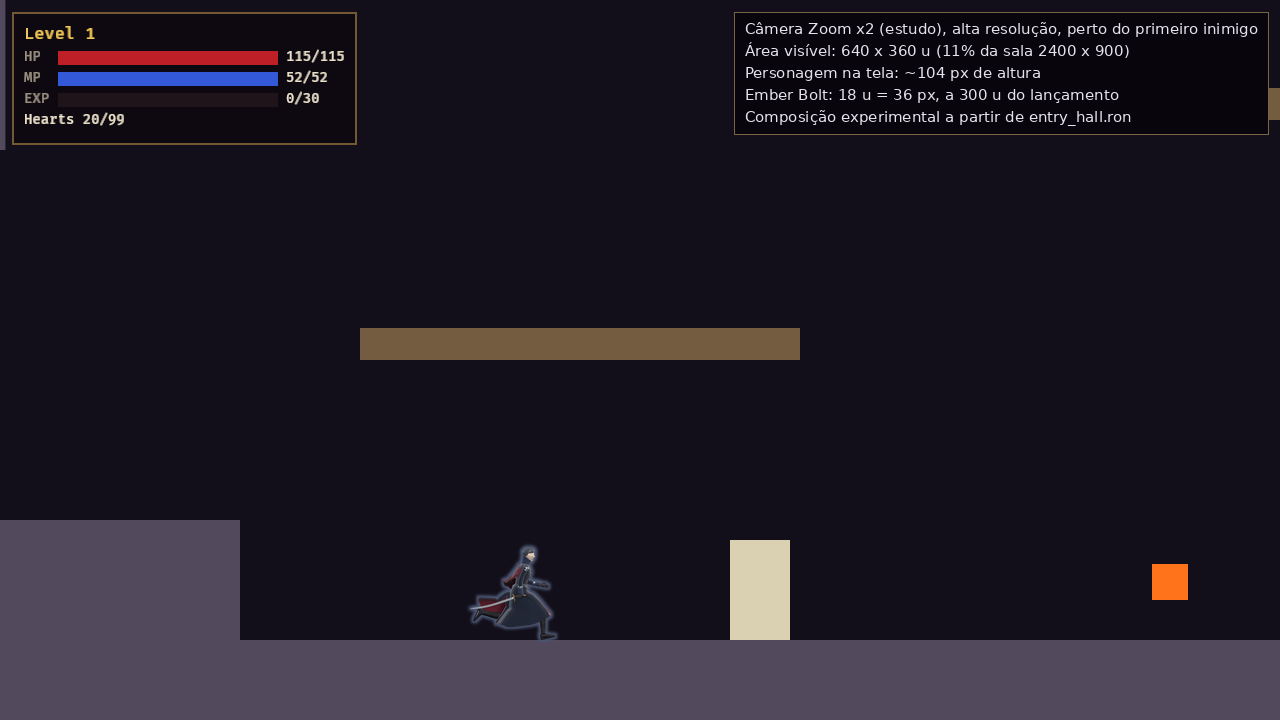 Level 1
HP 115/115
MP 52/52
EXP 0/30
Hearts 20/99
Câmera Zoom x2 (estudo), alta resolução, perto do primeiro inimigo
Área visível: 640 x 360 u (11% da sala 2400 x 900)
Personagem na tela: ~104 px de altura
Ember Bolt: 18 u = 36 px, a 300 u do lançamento
Composição experimental a partir de entry_hall.ron